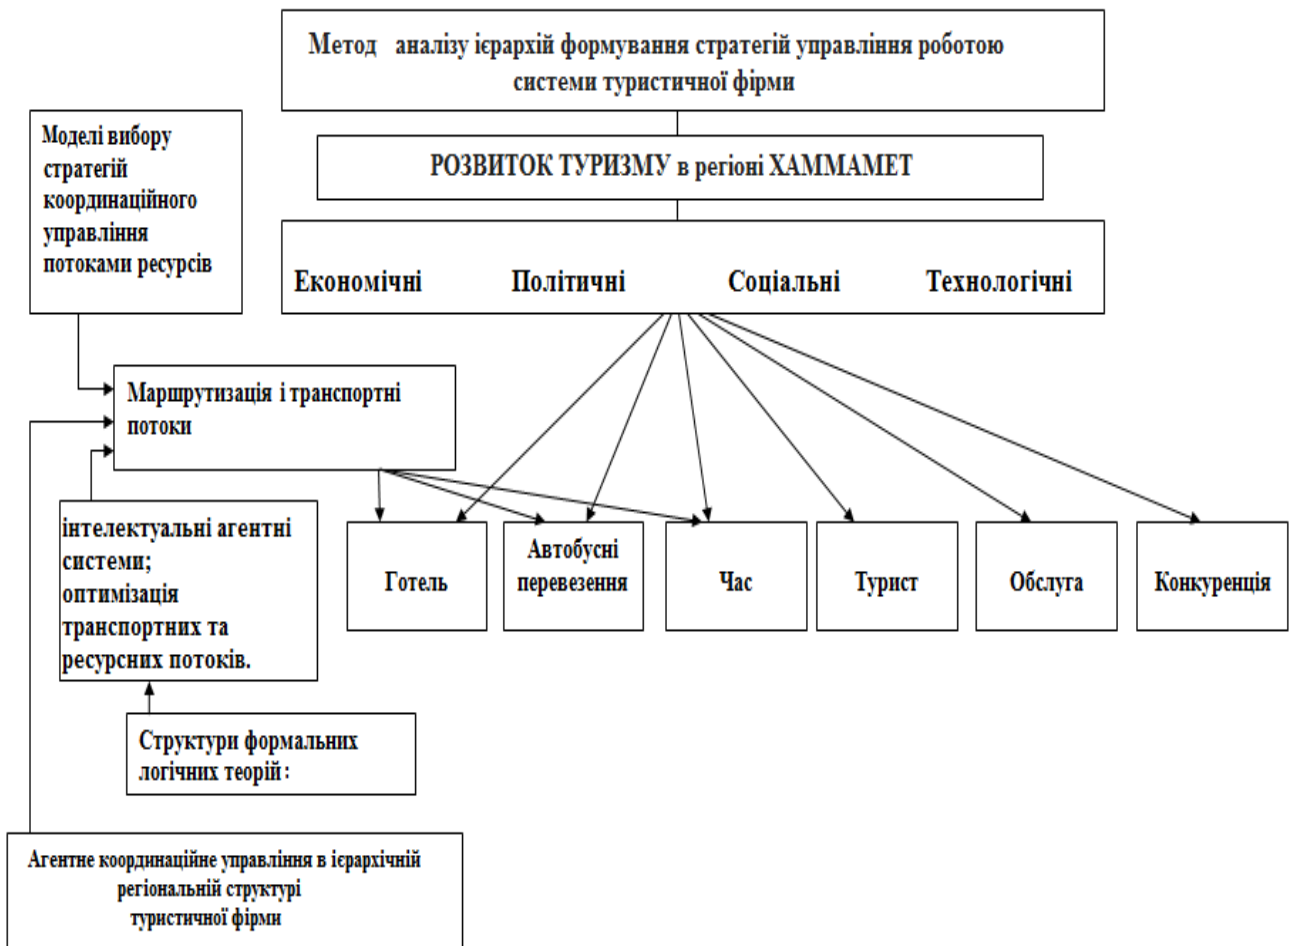 Метод аналізу ієрархій формування стратегій управління роботою
системи туристичної фірми
Моделі вибору
стратегій
координаційного
управління
потоками ресурсів
РОЗВИТОК ТУРИЗМУ в регіоні ХАММАМЕТ
Економічні Політичні Соціальні Технологічні
Маршрутизація і транспортні
потоки
інтелектуальні агентні
системи;
оптимізація
транспортних та
ресурсних потоків.
Готель
Автобусні
перевезення
Час
Турист
Обслуга
Конкуренція
Структури формальних
логічних теорій:
Агентне координаційне управління в ієрархічній
регіональній структурі
туристичної фірми